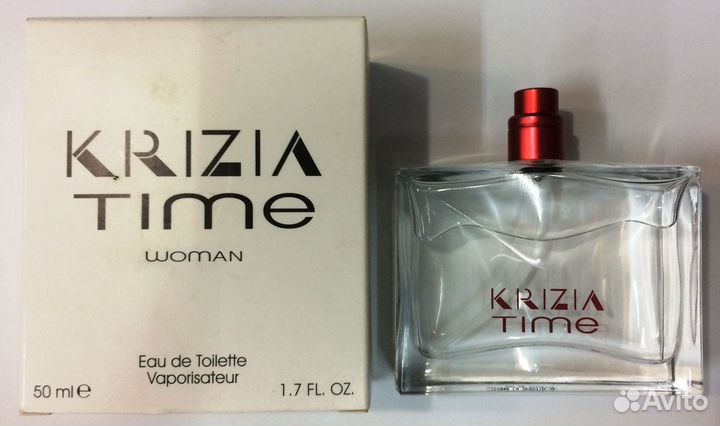 KRIZIA
TIME
WOMAN
Eau de Toilette
Vaporisateur
50 ml e
1.7 FL. OZ.
KRIZIA
TIME
Avito